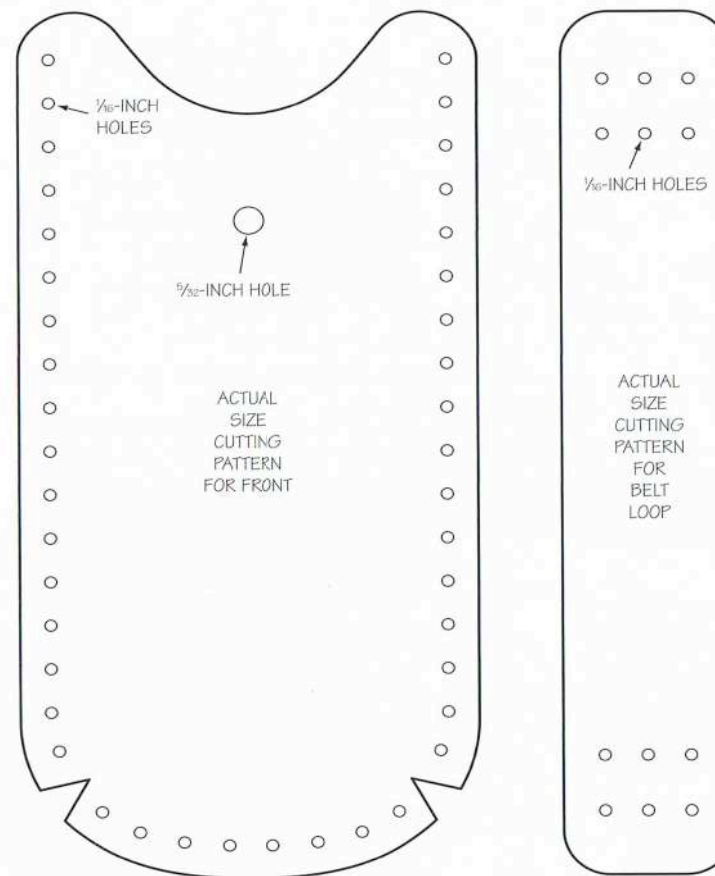 1/16-INCH
HOLES
5/32-INCH HOLE
ACTUAL
SIZE
CUTTING
PATTERN
FOR FRONT
1/16-INCH HOLES
ACTUAL
SIZE
CUTTING
PATTERN
FOR
BELT
LOOP